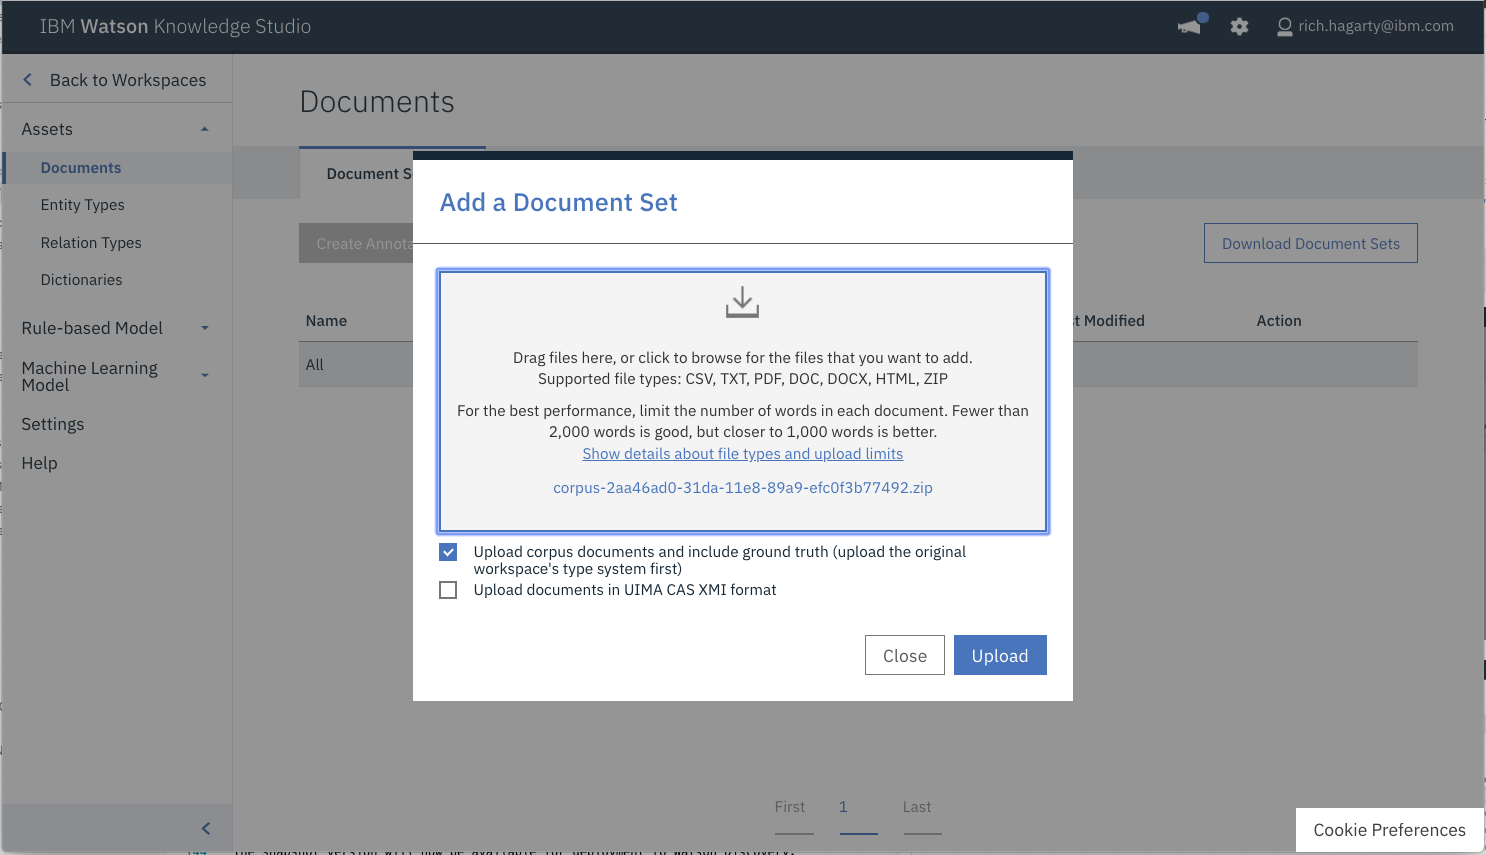 IBM Watson Knowledge Studio
rich.hagarty@ibm.com
Back to Workspaces
Assets
Documents
Entity Types
Relation Types
Dictionaries
Rule-based Model
Machine Learning
Model
Settings
Help
Documents
Document S
Create Annota
Download Document Sets
Name
st Modified
Action
All
Add a Document Set
Drag files here, or click to browse for the files that you want to add.
Supported file types: CSV, TXT, PDF, DOC, DOCX, HTML, ZIP
For the best performance, limit the number of words in each document. Fewer than
2,000 words is good, but closer to 1,000 words is better.
Show details about file types and upload limits
corpus-2aa46ad0-31da-11e8-89a9-efc0f3b77492.zip
Upload corpus documents and include ground truth (upload the original
workspace's type system first)
Upload documents in UIMA CAS XMI format
Close
Upload
First
1
Last
Cookie Preferences